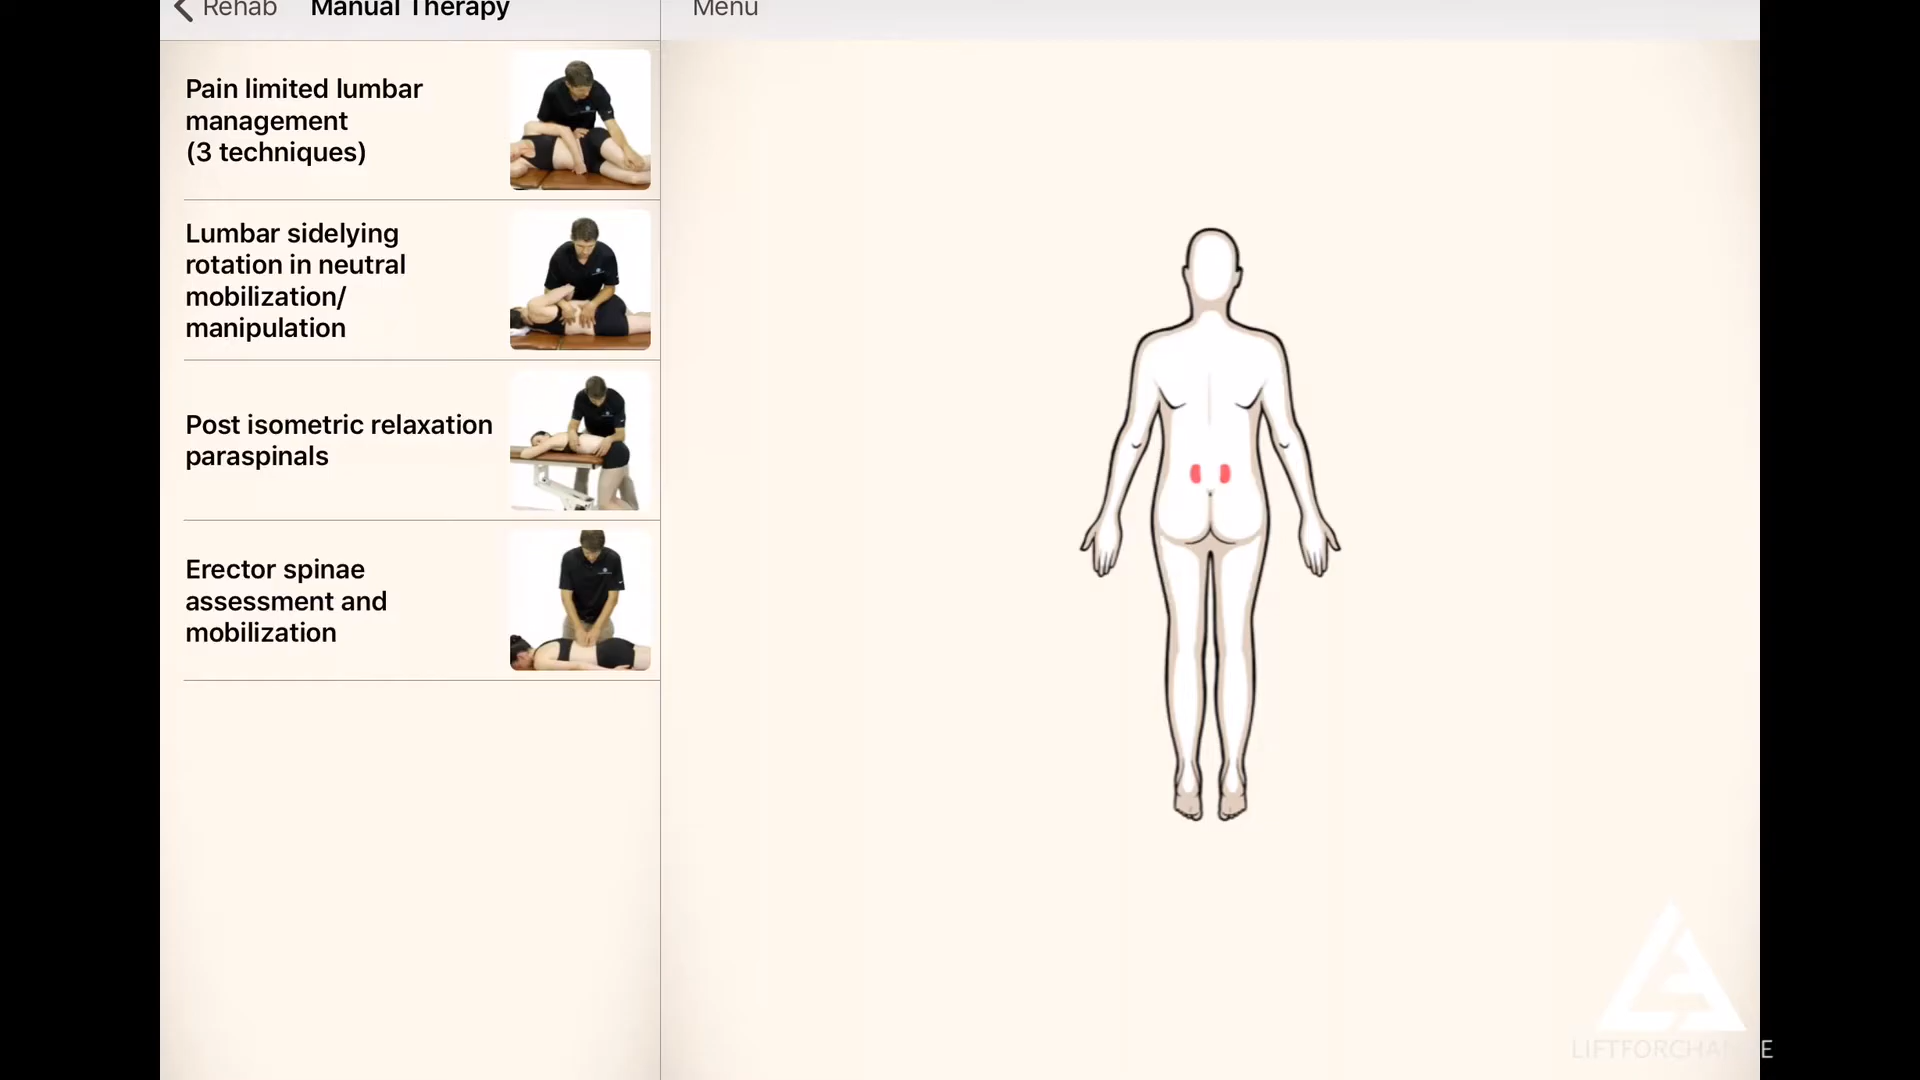 Rehab
Manual Therapy
Menu
Pain limited lumbar
management
(3 techniques)
Lumbar sidelying
rotation in neutral
mobilization/
manipulation
Post isometric relaxation
paraspinals
Erector spinae
assessment and
mobilization
LIFTFORCHANGE